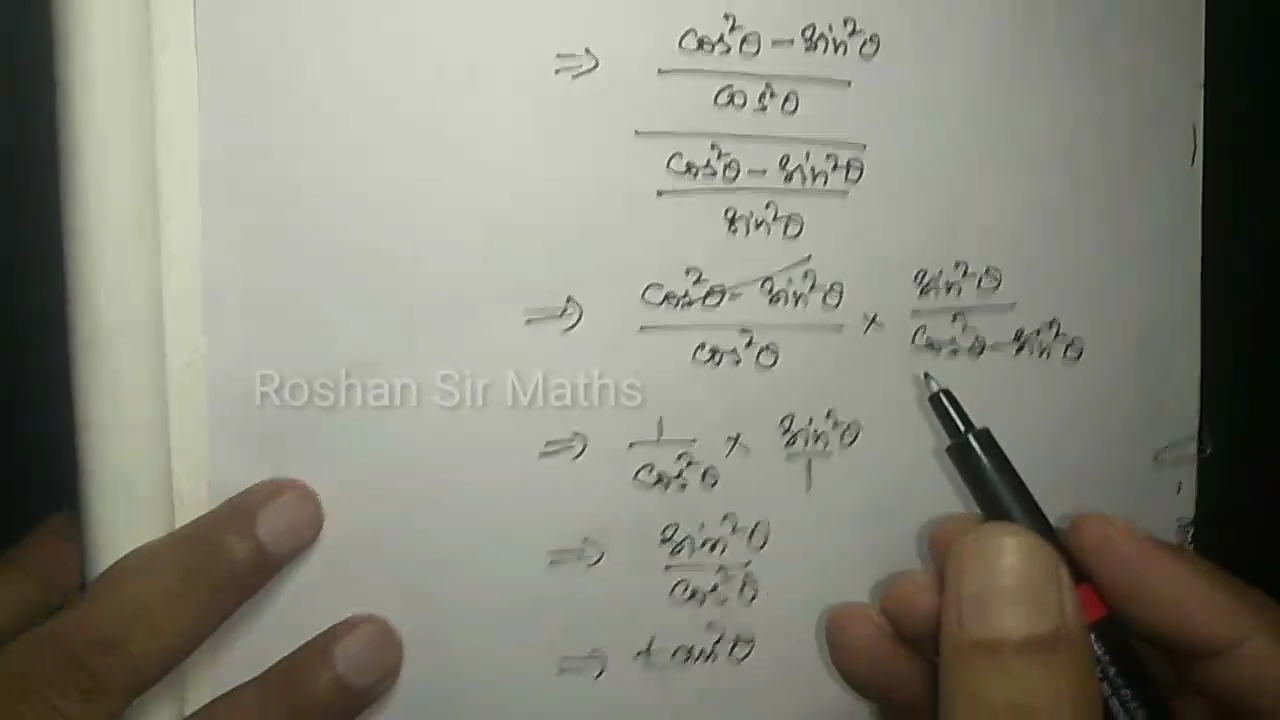 ⇒ cos²θ - sin²θ
cos²θ
cos²θ - sin²θ
sin²θ
⇒ cos²θ - sin²θ × sin²θ
cos²θ cos²θ - sin²θ
Roshan Sir Maths
⇒ 1 × sin²θ
cos²θ 1
⇒ sin²θ
cos²θ
⇒ tan²θ